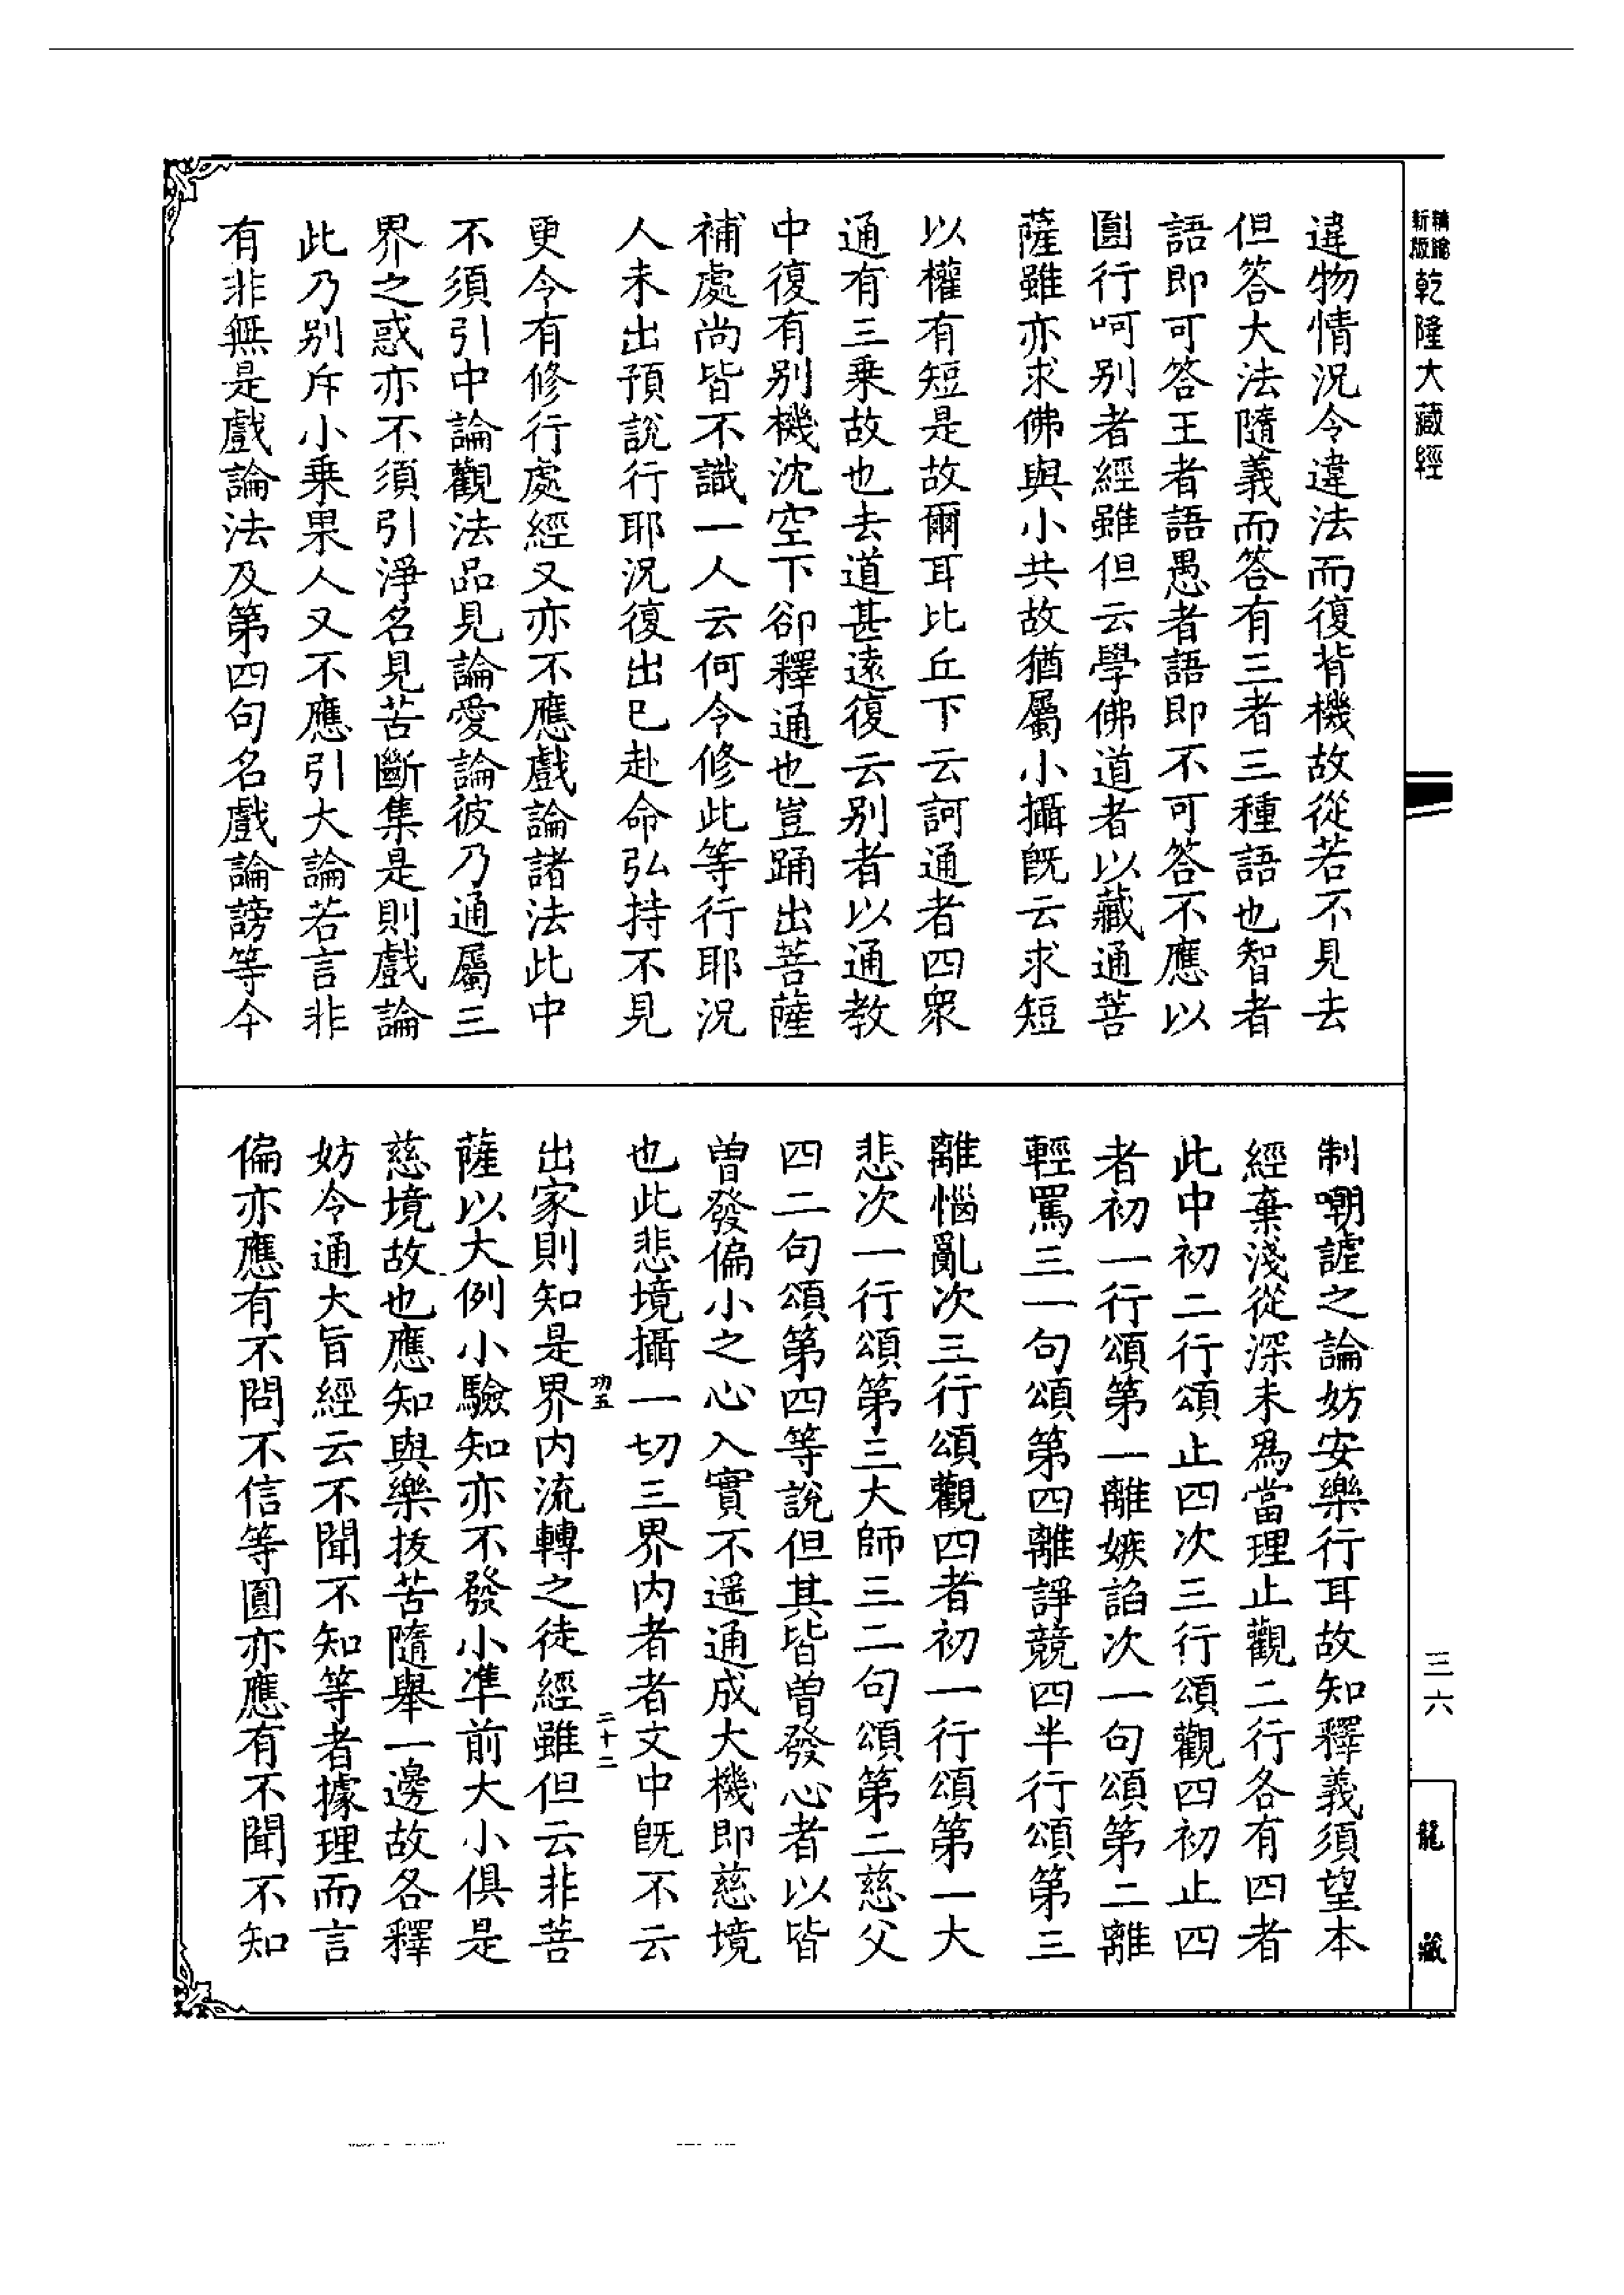 新版精縮乾隆大藏經
違物情況令違法而復背機故從若不見去
但答大法隨義而答有三者三種語也智者
語即可答王者語愚者語即不可答不應以
圓行呵別者經雖但云學佛道者以藏通菩
薩雖亦求佛與小共故猶屬小攝旣云求短
以權有短是故爾耳比丘下云訶通者四衆
通有三乘故也去道甚遠復云別者以通教
中復有別機沈空下卻釋通也豈踊出菩薩
補處尚皆不識一人云何令修此等行耶況
人未出預說行耶況復出已赴命弘持不見
更令有修行處經又亦不應戲論諸法此中
不須引中論觀法品見論愛論彼乃通屬三
界之惑亦不須引淨名見苦斷集是則戲論
此乃別斥小乘果人又不應引大論若言非
有非無是戲論法及第四句名戲論謗等今
制嘲謔之論妨安樂行耳故知釋義須望本
經棄淺從深未爲當理止觀二行各有四者
此中初二行頌止四次三行頌觀四初止四
者初一行頌第一離嫉諂次一句頌第二離
輕罵三一句頌第四離諍競四半行頌第三
離惱亂次三行頌觀四者初一行頌第一大
悲次一行頌第三大師三二句頌第二慈父
四二句頌第四等說但其皆曾發心者以皆
曾發偏小之心入實不遥通成大機即慈境
也此悲境攝一切三界内者者文中旣不云
功五
二十二
出家則知是界内流轉之徒經雖但云非菩
薩以大例小驗知亦不發小準前大小俱是
慈境故也應知與樂拔苦隨舉一邊故各釋
妨令通大旨經云不聞不知等者據理而言
偏亦應有不問不信等圓亦應有不聞不知
三六
龍藏